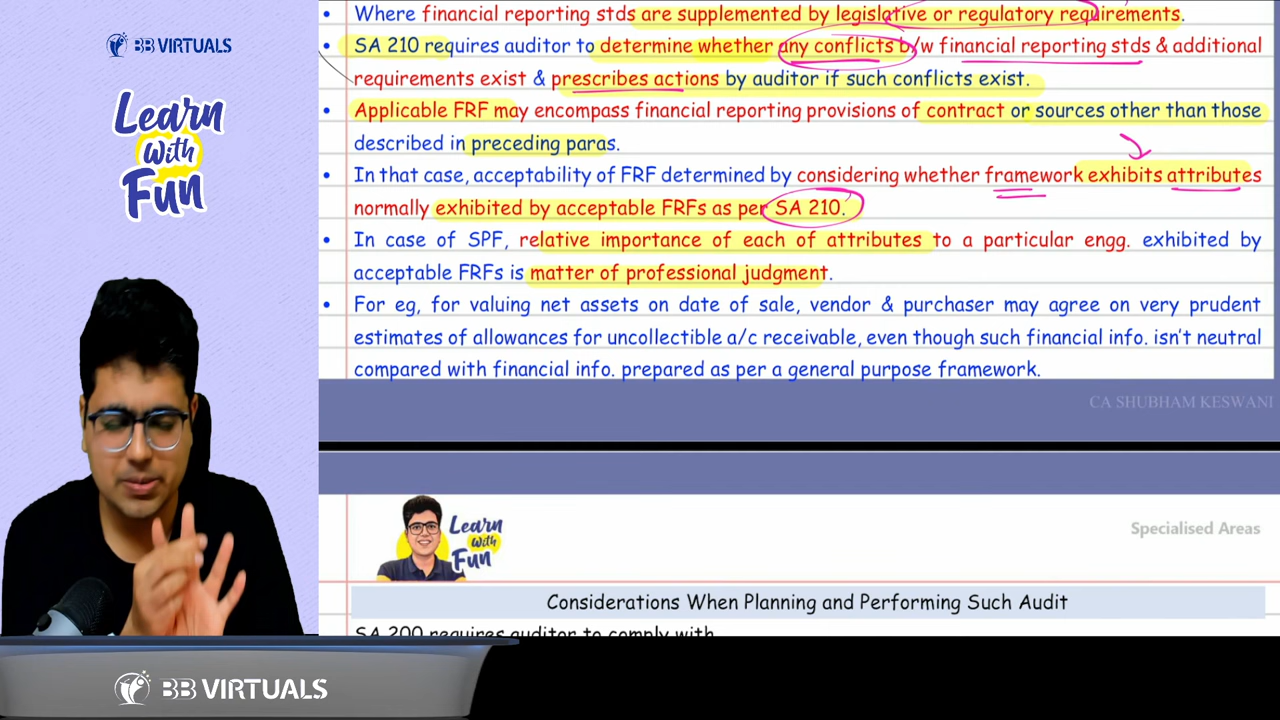 BB VIRTUALS
Learn
With
Fun
Where financial reporting stds are supplemented by legislative or regulatory requirements.
SA 210 requires auditor to determine whether any conflicts b/w financial reporting stds & additional
requirements exist & prescribes actions by auditor if such conflicts exist.
Applicable FRF may encompass financial reporting provisions of contract or sources other than those
described in preceding paras.
In that case, acceptability of FRF determined by considering whether framework exhibits attributes
normally exhibited by acceptable FRFs as per SA 210.
In case of SPF, relative importance of each of attributes to a particular engg. exhibited by
acceptable FRFs is matter of professional judgment.
For eg, for valuing net assets on date of sale, vendor & purchaser may agree on very prudent
estimates of allowances for uncollectible a/c receivable, even though such financial info. isn't neutral
compared with financial info. prepared as per a general purpose framework.
CA SHUBHAM KESWANI
Learn
With
Fun
Specialised Areas
Considerations When Planning and Performing Such Audit
SA 200 requires auditor to comply with
BB VIRTUALS